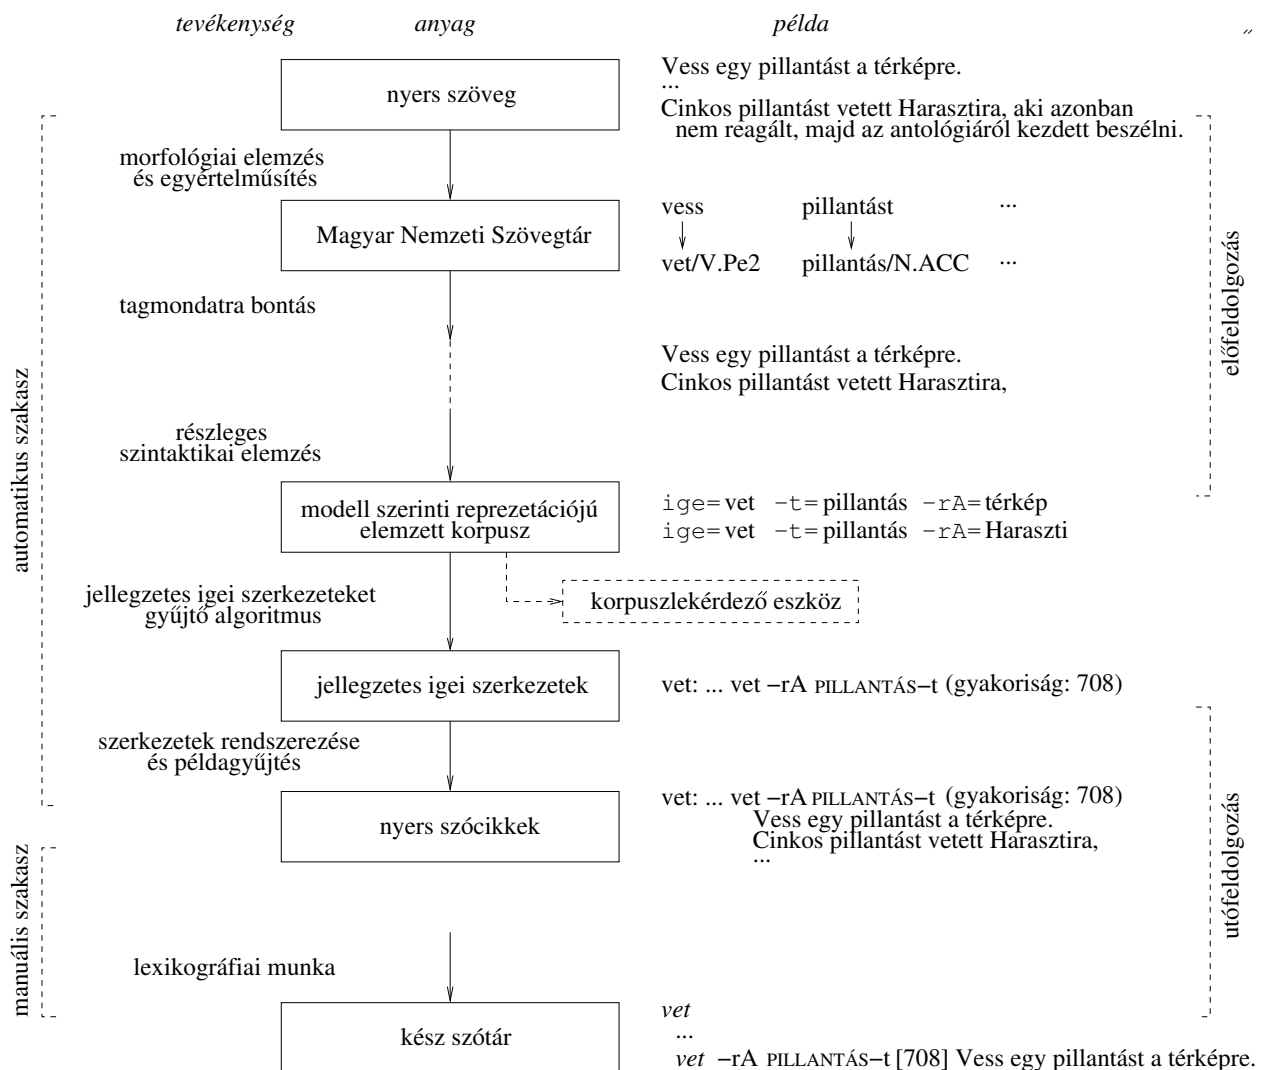 tevékenység anyag példa
nyers szöveg
Vess egy pillantást a térképre.
...
Cinkos pillantást vetett Harasztira, aki azonban
nem reagált, majd az antológiáról kezdett beszélni.
morfológiai elemzés
és egyértelműsítés
Magyar Nemzeti Szövegtár
vess pillantást ...
vet/V.Pe2 pillantás/N.ACC ...
tagmondatra bontás
Vess egy pillantást a térképre.
Cinkos pillantást vetett Harasztira,
előfeldolgozás
automatikus szakasz
részleges
szintaktikai elemzés
modell szerinti reprezetációjú
elemzett korpusz
ige=vet -t=pillantás -rA=térkép
ige=vet -t=pillantás -rA=Haraszti
jellegzetes igei szerkezeteket
gyűjtő algoritmus
korpuszlekérdező eszköz
jellegzetes igei szerkezetek
vet: ... vet −rA PILLANTÁS−t (gyakoriság: 708)
szerkezetek rendszerezése
és példagyűjtés
nyers szócikkek
vet: ... vet −rA PILLANTÁS−t (gyakoriság: 708)
Vess egy pillantást a térképre.
Cinkos pillantást vetett Harasztira,
...
utófeldolgozás
manuális szakasz
lexikográfiai munka
kész szótár
vet
...
vet −rA PILLANTÁS−t [708] Vess egy pillantást a térképre.